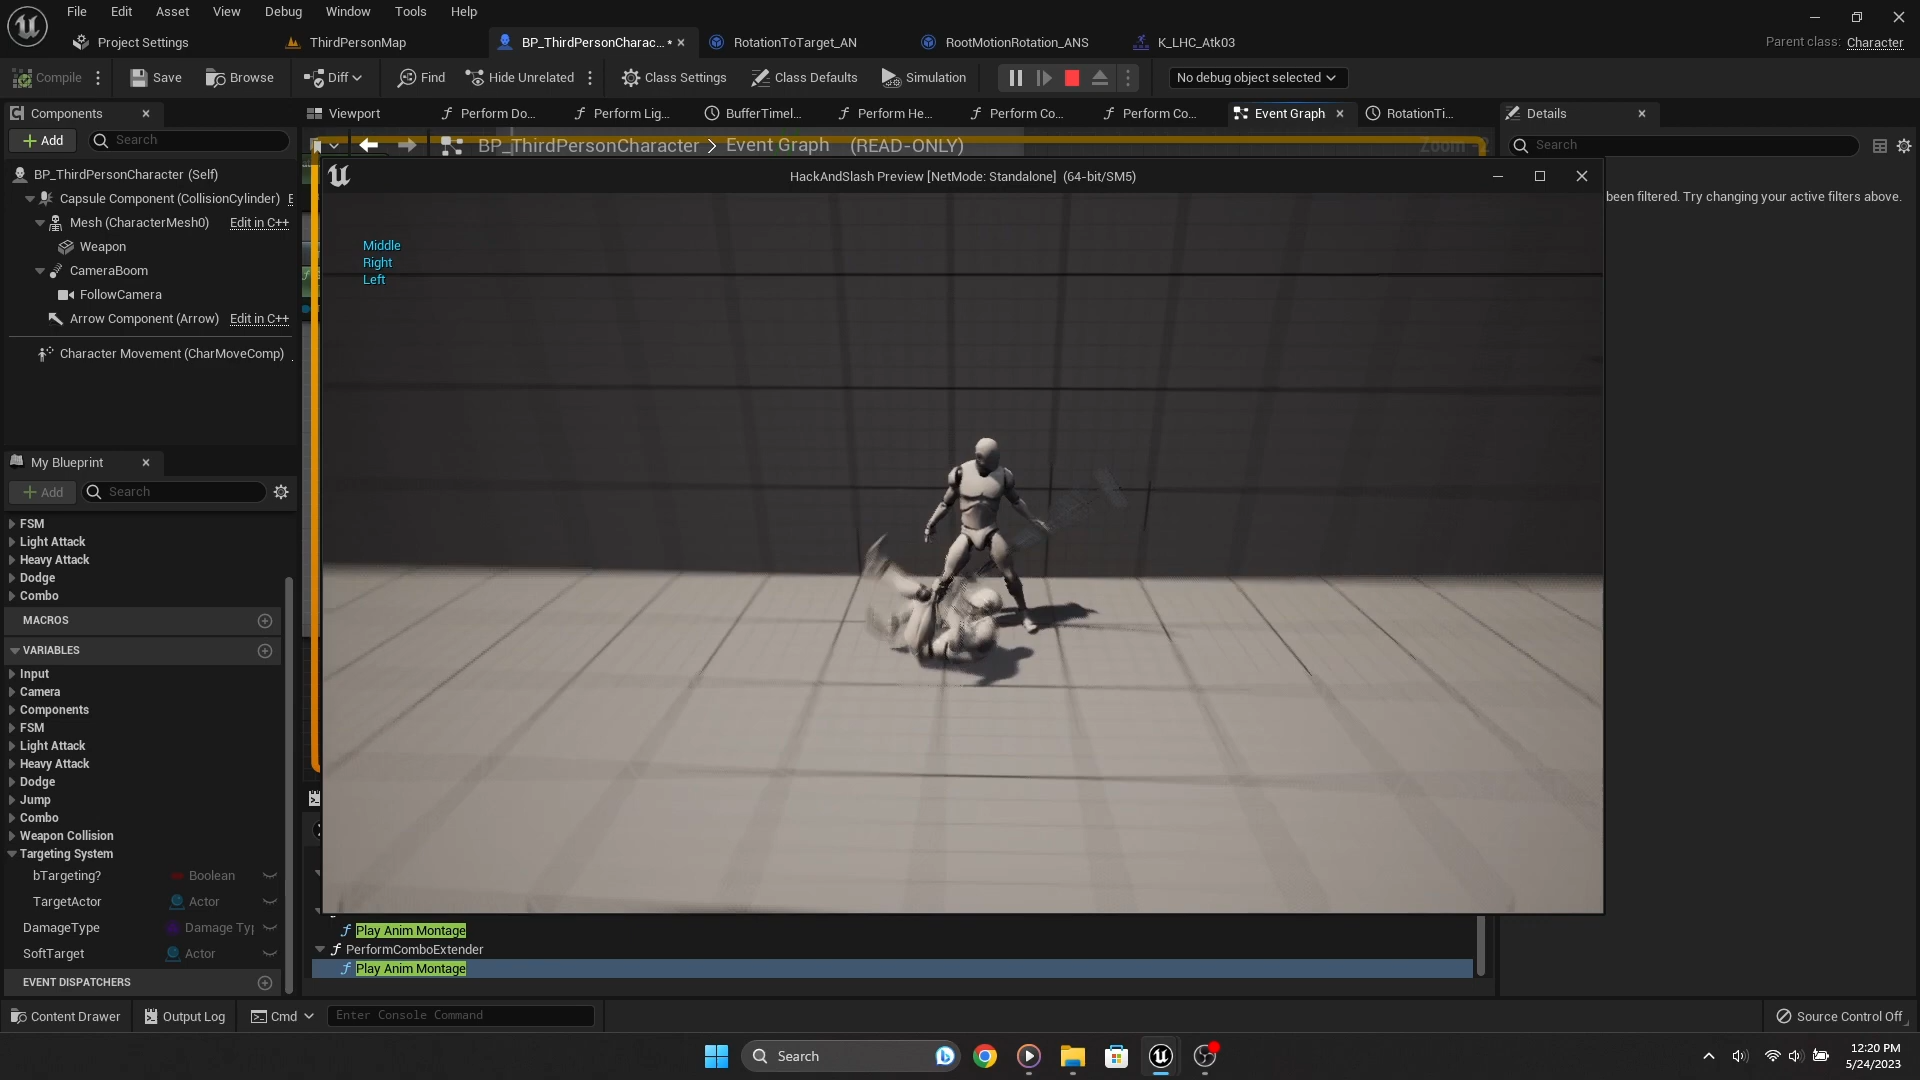 File Edit Asset View Debug Window Tools Help
Project Settings ThirdPersonMap BP_ThirdPersonCharac... RotationToTarget_AN RootMotionRotation_ANS K_LHC_Atk03
Parent class: Character
Compile Save Browse Diff Find Hide Unrelated Class Settings Class Defaults Simulation No debug object selected
Components Viewport Perform Do... Perform Lig... BufferTimel... Perform He... Perform Co... Perform Co... Event Graph RotationTi... Details
Add Search
BP_ThirdPersonCharacter > Event Graph (READ-ONLY) Zoom -2
Search
BP_ThirdPersonCharacter (Self)
Capsule Component (CollisionCylinder) E
Mesh (CharacterMesh0) Edit in C++
Weapon
CameraBoom
FollowCamera
Arrow Component (Arrow) Edit in C++
Character Movement (CharMoveComp)
HackAndSlash Preview [NetMode: Standalone] (64-bit/SM5)
been filtered. Try changing your active filters above.
Middle
Right
Left
My Blueprint
Add Search
FSM
Light Attack
Heavy Attack
Dodge
Combo
MACROS
VARIABLES
Input
Camera
Components
FSM
Light Attack
Heavy Attack
Dodge
Jump
Combo
Weapon Collision
Targeting System
bTargeting? Boolean
TargetActor Actor
DamageType Damage Typ
SoftTarget Actor
EVENT DISPATCHERS
Play Anim Montage
PerformComboExtender
Play Anim Montage
Content Drawer Output Log Cmd Enter Console Command Source Control Off
Search
12:20 PM
5/24/2023